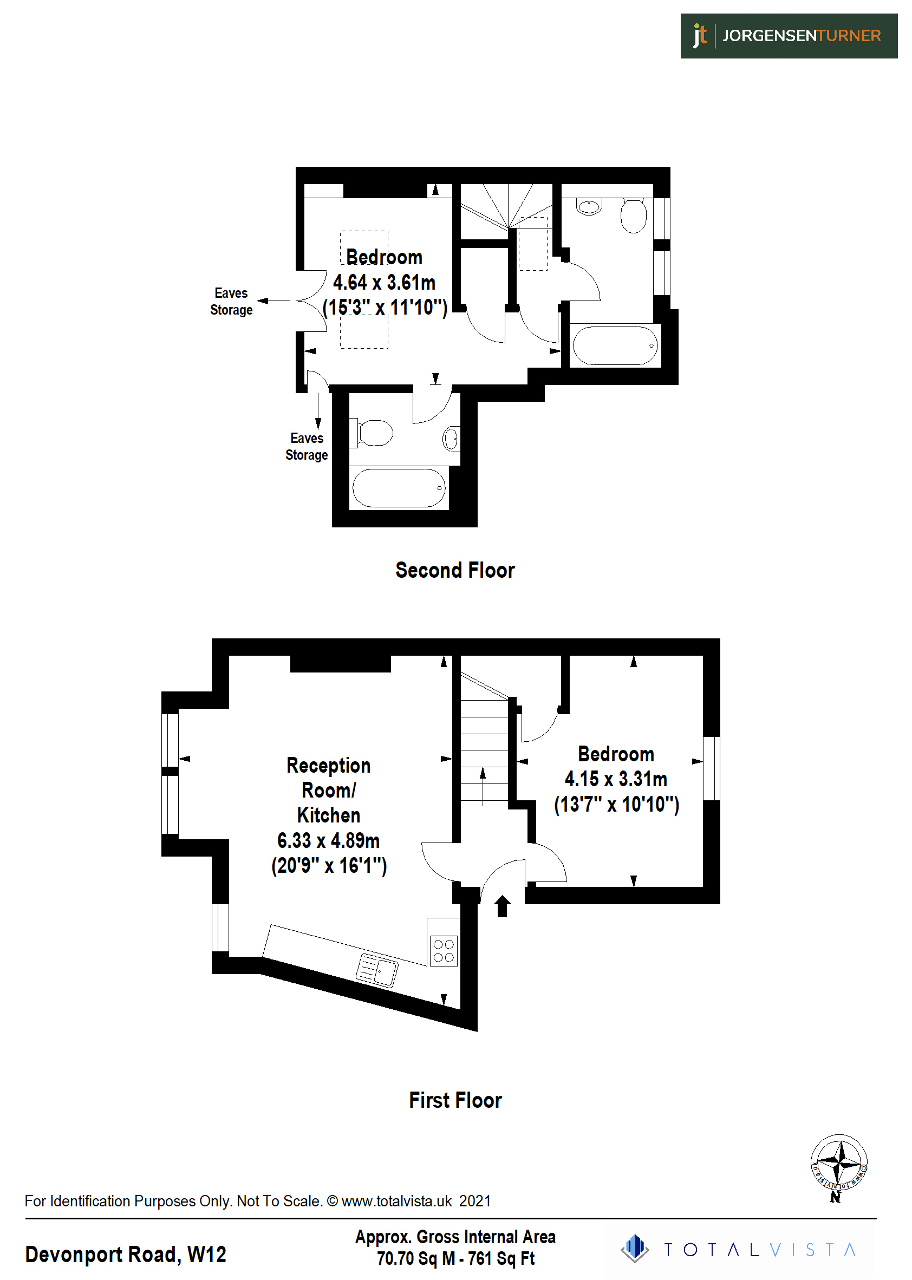 jt JORGENSENTURNER
Bedroom
4.64 x 3.61m
(15'3" x 11'10")
Eaves
Storage
Eaves
Storage
Second Floor
Reception
Room/
Kitchen
6.33 x 4.89m
(20'9" x 16'1")
Bedroom
4.15 x 3.31m
(13'7" x 10'10")
First Floor
N
For Identification Purposes Only. Not To Scale. © www.totalvista.uk 2021
Devonport Road, W12
Approx. Gross Internal Area
70.70 Sq M - 761 Sq Ft
TOTALVISTA